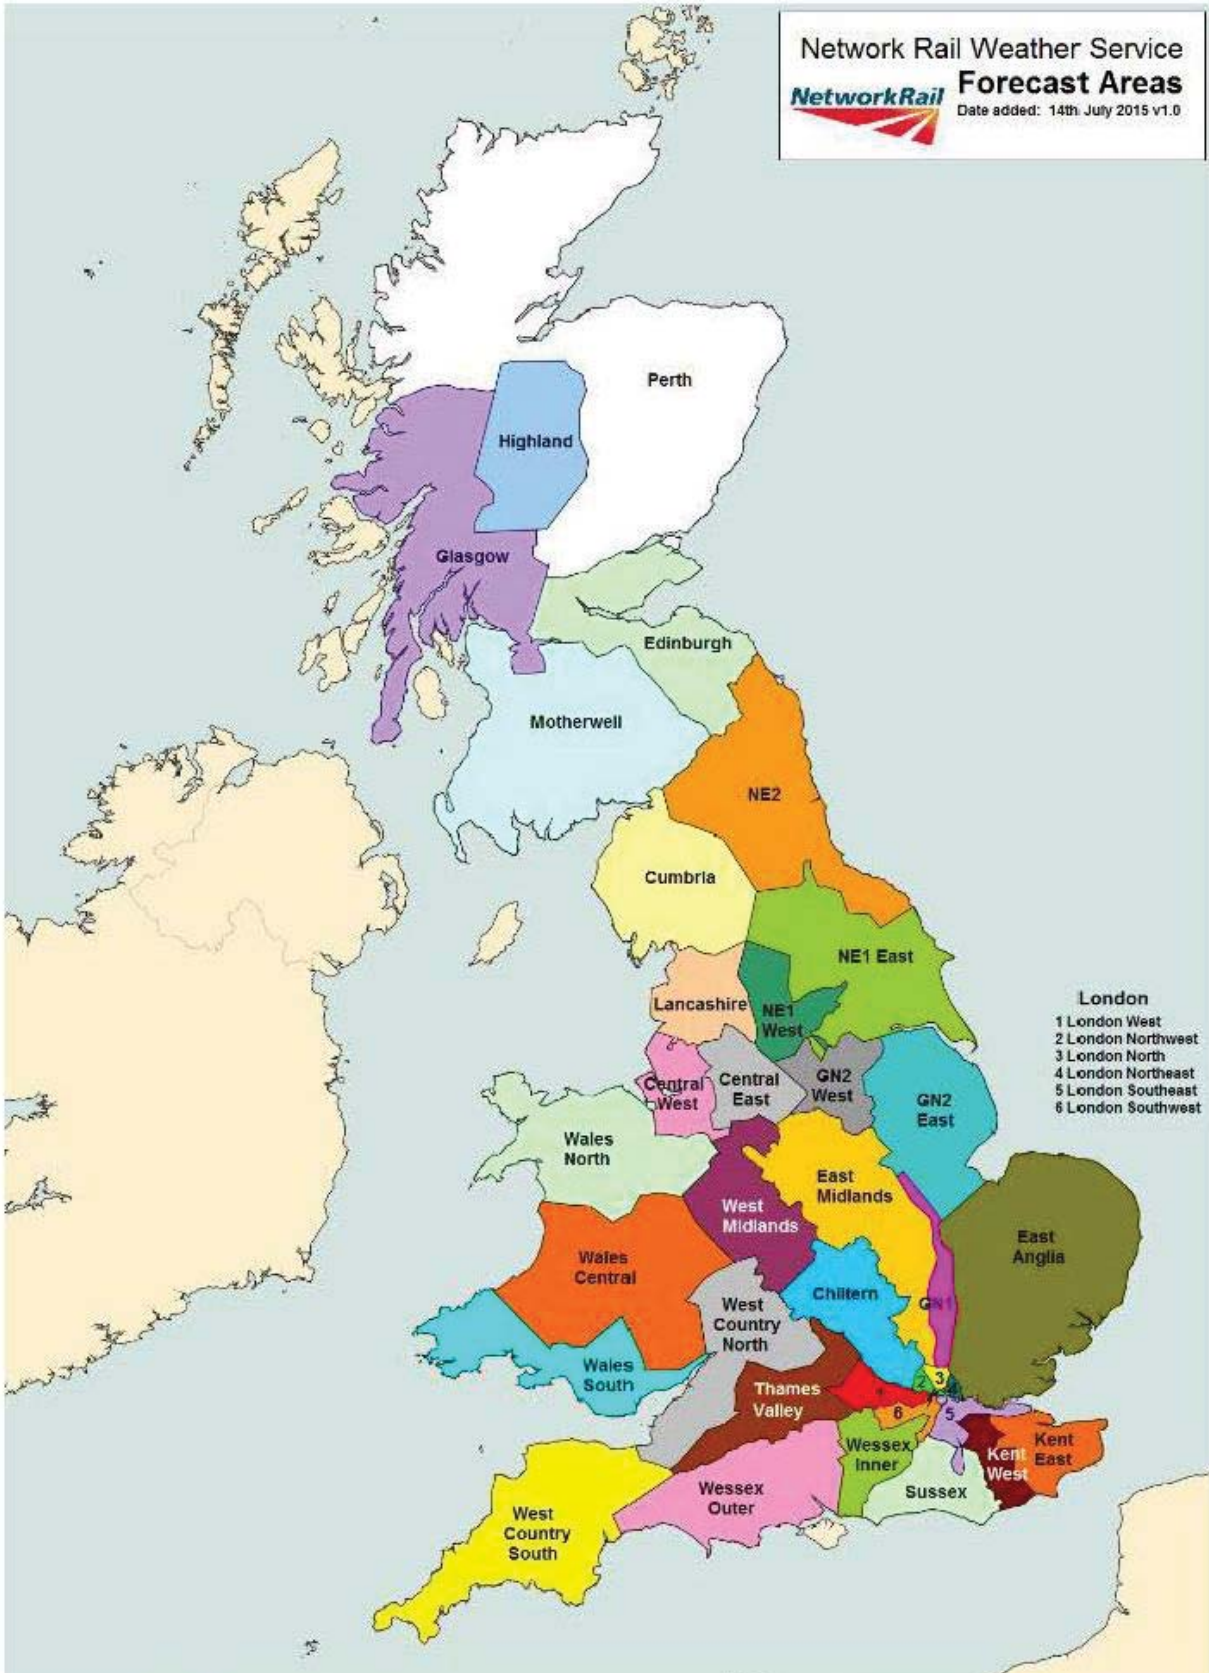 Network Rail Weather Service
Forecast Areas
NetworkRail
Date added: 14th July 2015 v1.0
Perth
Highland
Glasgow
Edinburgh
Motherwell
NE2
Cumbria
NE1 East
Lancashire
NE1
West
London
1 London West
2 London Northwest
3 London North
4 London Northeast
5 London Southeast
6 London Southwest
Central
West
Central
East
GN2
West
GN2
East
Wales
North
East
Midlands
West
Midlands
East
Anglia
Wales
Central
Chiltern
GN1
West
Country
North
Wales
South
Thames
Valley
1
2
3
4
5
6
Wessex
Inner
Kent
West
Kent
East
Sussex
Wessex
Outer
West
Country
South